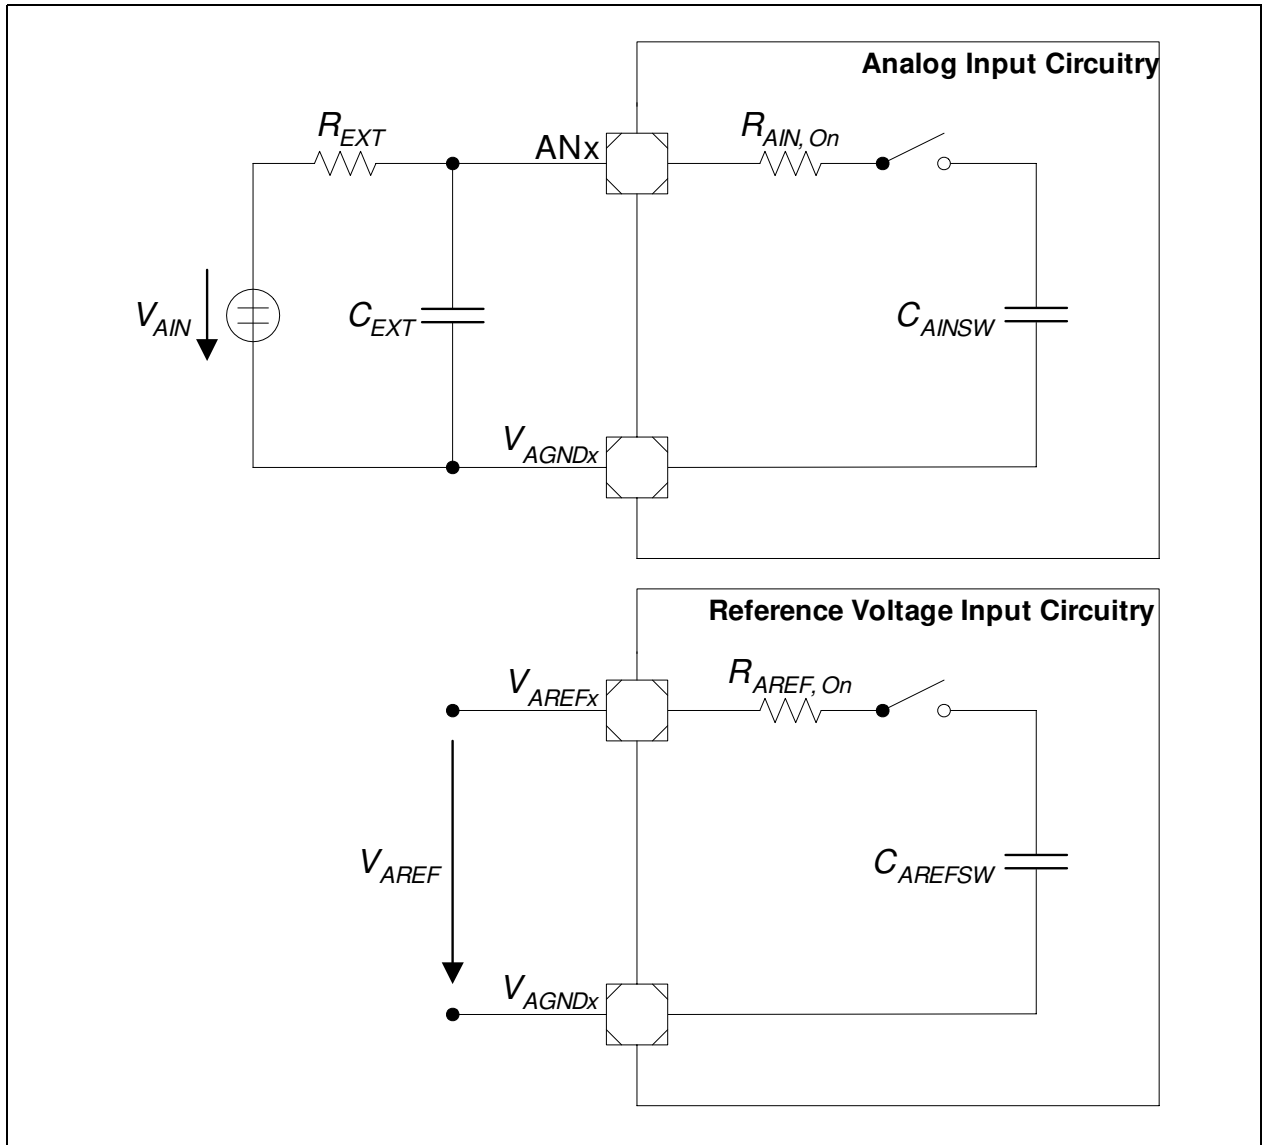 Analog Input Circuitry
R_EXT
ANx
R_AIN, On
V_AIN
C_EXT
C_AINSW
V_AGNDx
Reference Voltage Input Circuitry
V_AREFx
R_AREF, On
V_AREF
C_AREFSW
V_AGNDx